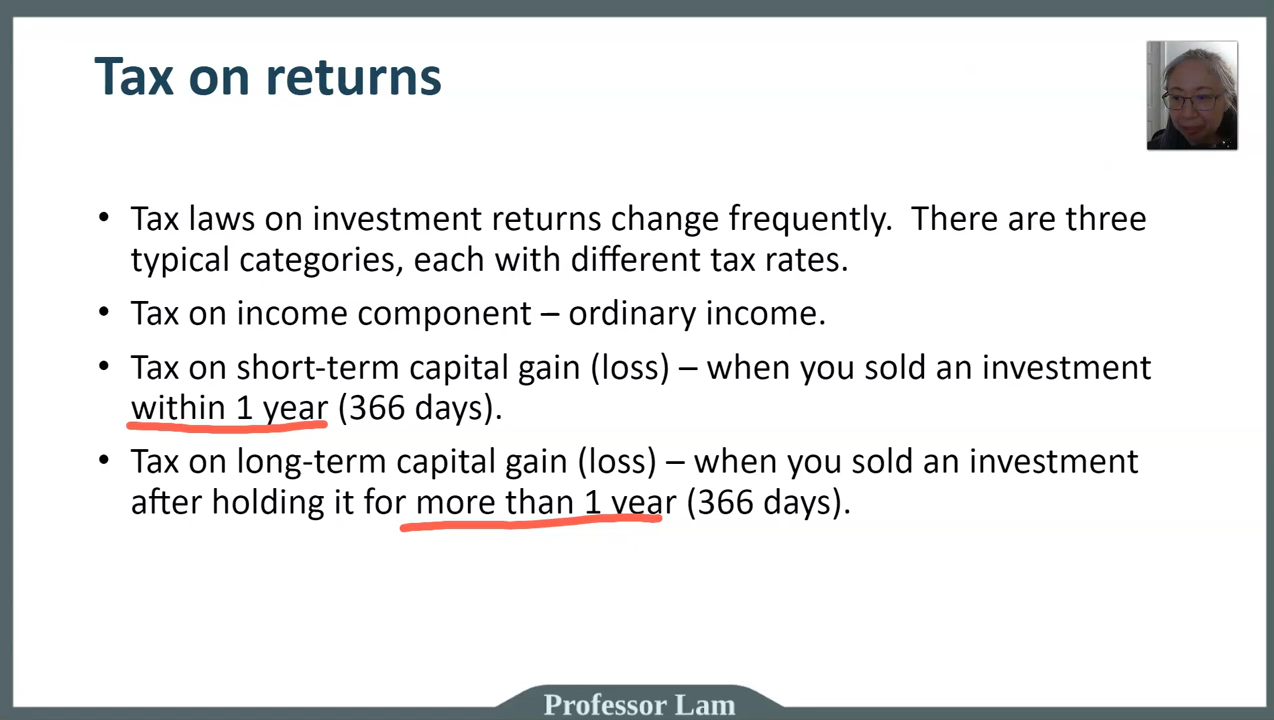 Tax on returns
• Tax laws on investment returns change frequently.  There are three
typical categories, each with different tax rates.
• Tax on income component – ordinary income.
• Tax on short-term capital gain (loss) – when you sold an investment
within 1 year (366 days).
• Tax on long-term capital gain (loss) – when you sold an investment
after holding it for more than 1 year (366 days).
Professor Lam